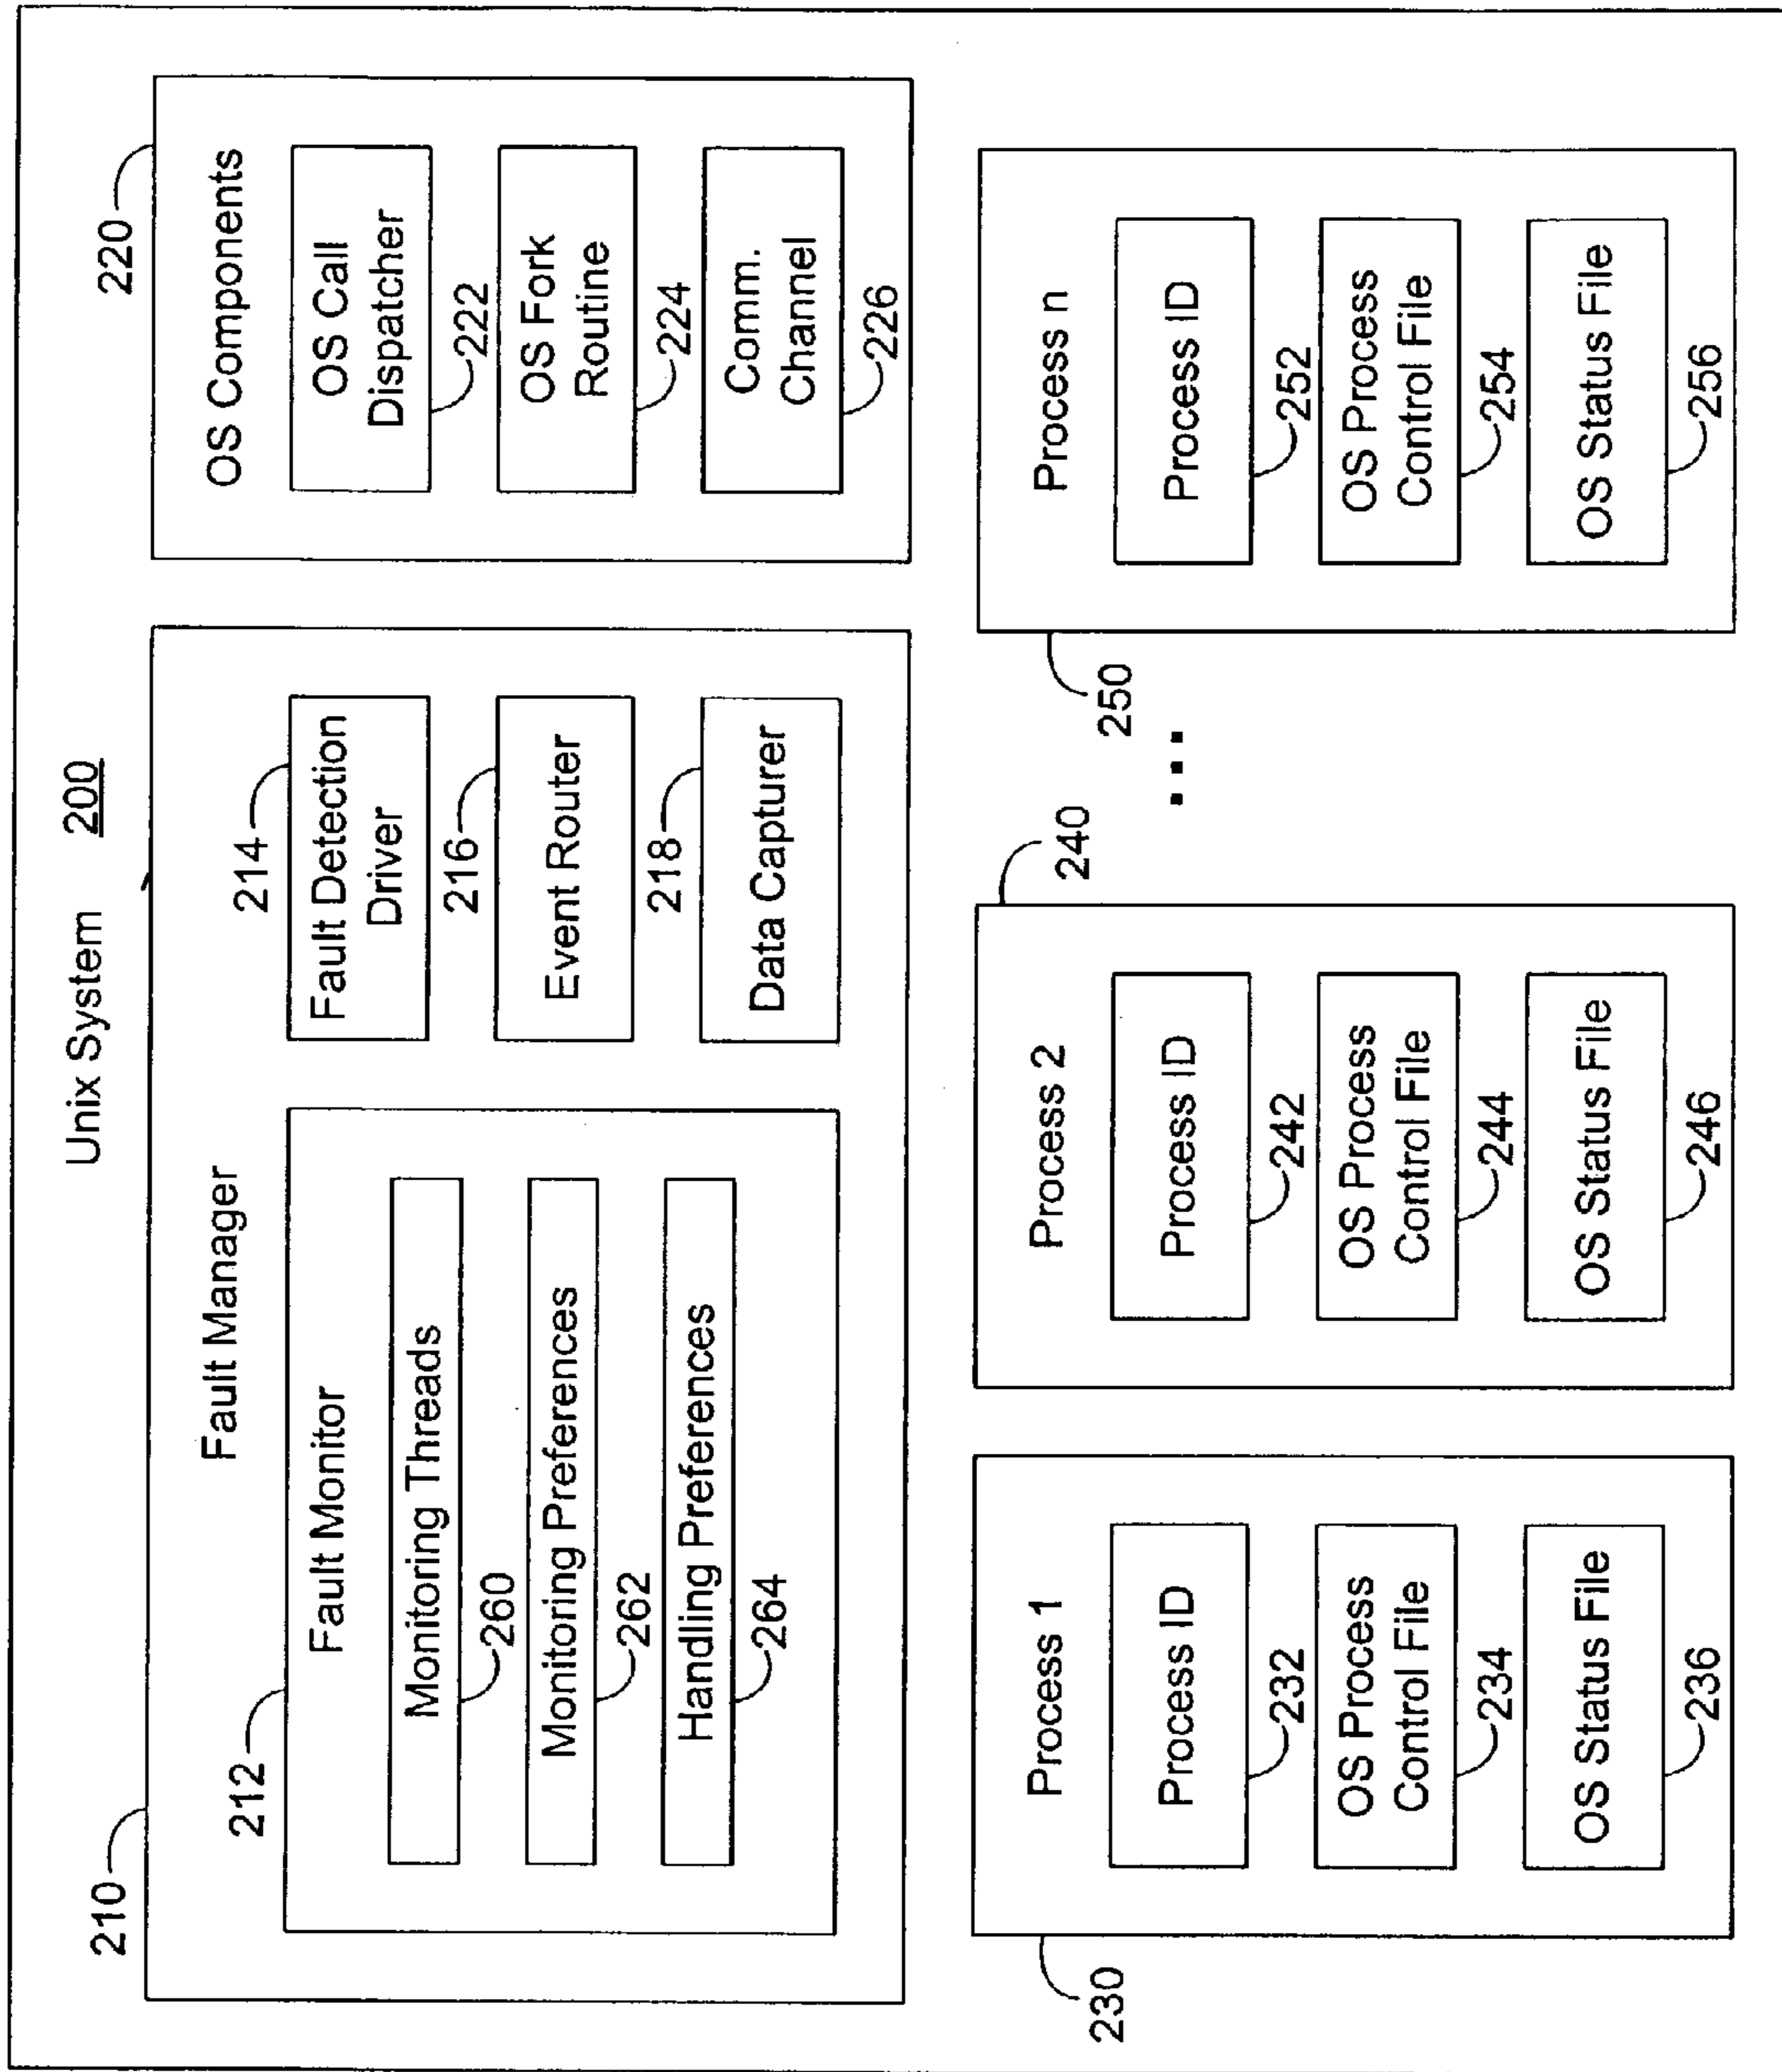 Unix System 200
210
Fault Manager
212
Fault Monitor
Monitoring Threads
260
Monitoring Preferences
262
Handling Preferences
264
214
Fault Detection
Driver
216
Event Router
218
Data Capturer
220
OS Components
OS Call
Dispatcher
222
OS Fork
Routine
224
Comm.
Channel
226
230
Process 1
Process ID
232
OS Process
Control File
234
OS Status File
236
240
Process 2
Process ID
242
OS Process
Control File
244
OS Status File
246
...
250
Process n
Process ID
252
OS Process
Control File
254
OS Status File
256